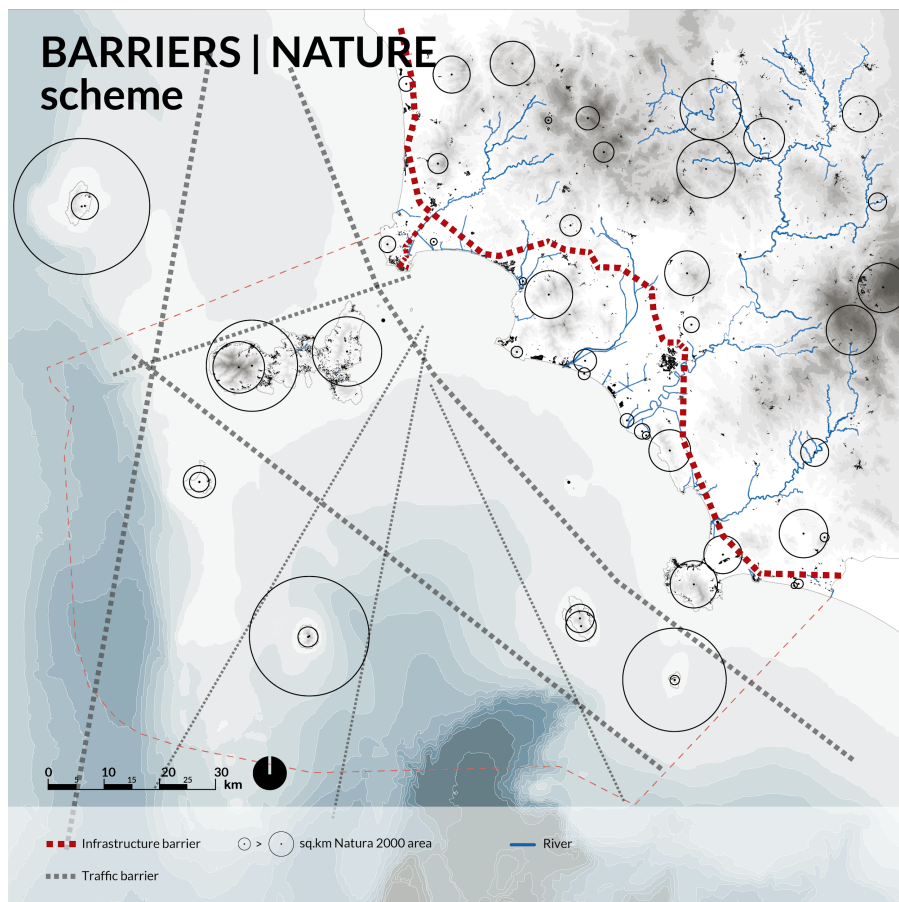 BARRIERS | NATURE
scheme
0 10 20 30
5 15 25
km
Infrastructure barrier
> sq.km Natura 2000 area
River
Traffic barrier